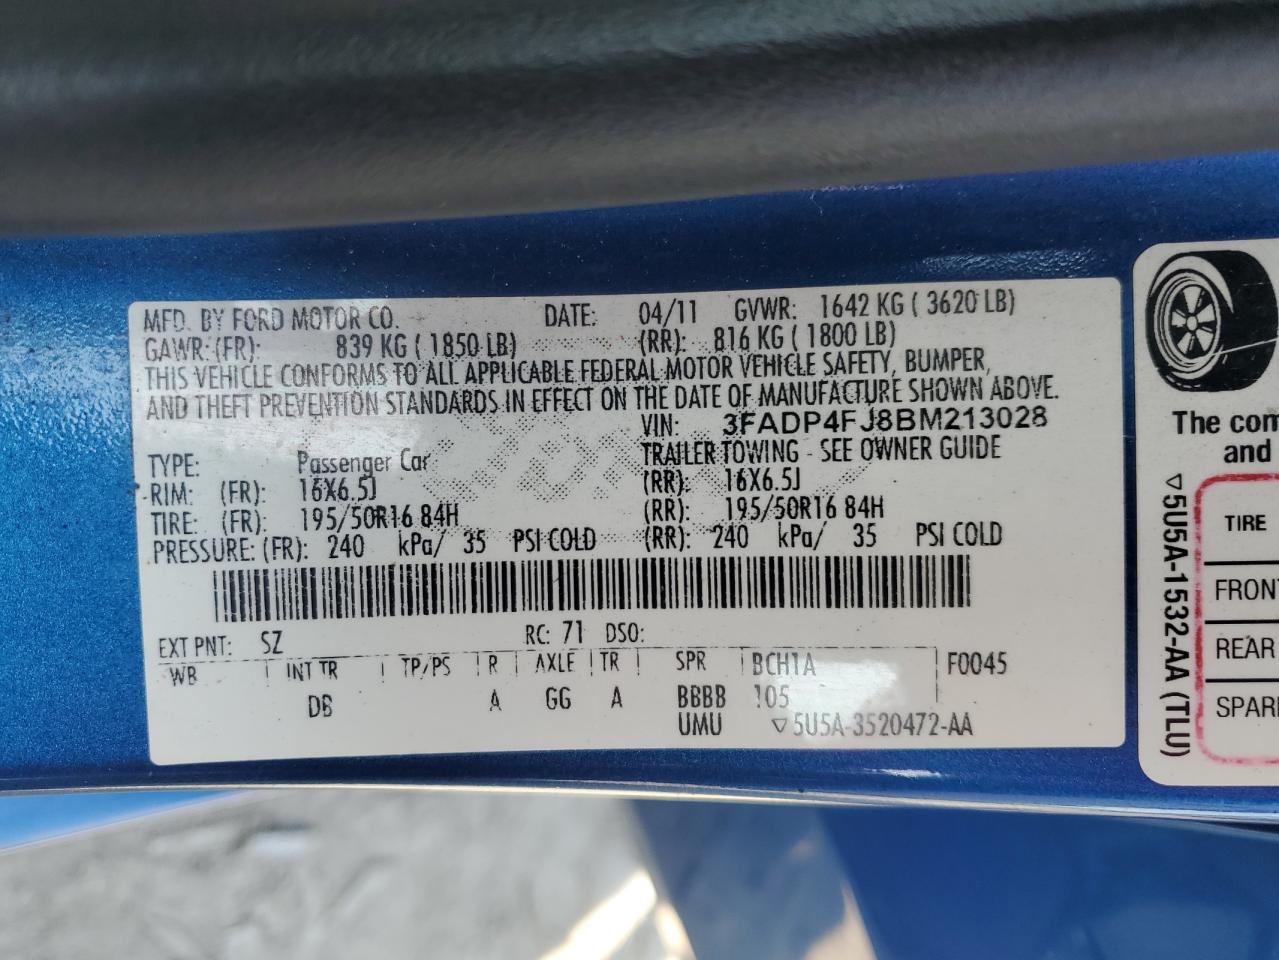 MFD. BY FORD MOTOR CO. DATE: 04/11 GVWR: 1642 KG ( 3620 LB)
GAWR: (FR): 839 KG ( 1850 LB) (RR): 816 KG ( 1800 LB)
THIS VEHICLE CONFORMS TO ALL APPLICABLE FEDERAL MOTOR VEHICLE SAFETY, BUMPER,
AND THEFT PREVENTION STANDARDS IN EFFECT ON THE DATE OF MANUFACTURE SHOWN ABOVE.
VIN: 3FADP4FJ8BM213028
TYPE: Passenger Car TRAILER TOWING - SEE OWNER GUIDE
RIM: (FR): 16X6.5J (RR): 16X6.5J
TIRE: (FR): 195/50R16 84H (RR): 195/50R16 84H
PRESSURE: (FR): 240 kPa/ 35 PSI COLD (RR): 240 kPa/ 35 PSI COLD
EXT PNT: SZ RC: 71 DSO:
WB INT TR TP/PS R AXLE TR SPR BCH1A F0045
DB A GG A BBBB 105
UMU ▽5U5A-3520472-AA
The com
and
TIRE
FRONT
REAR
SPAR
▽5U5A-1532-AA (TLU)